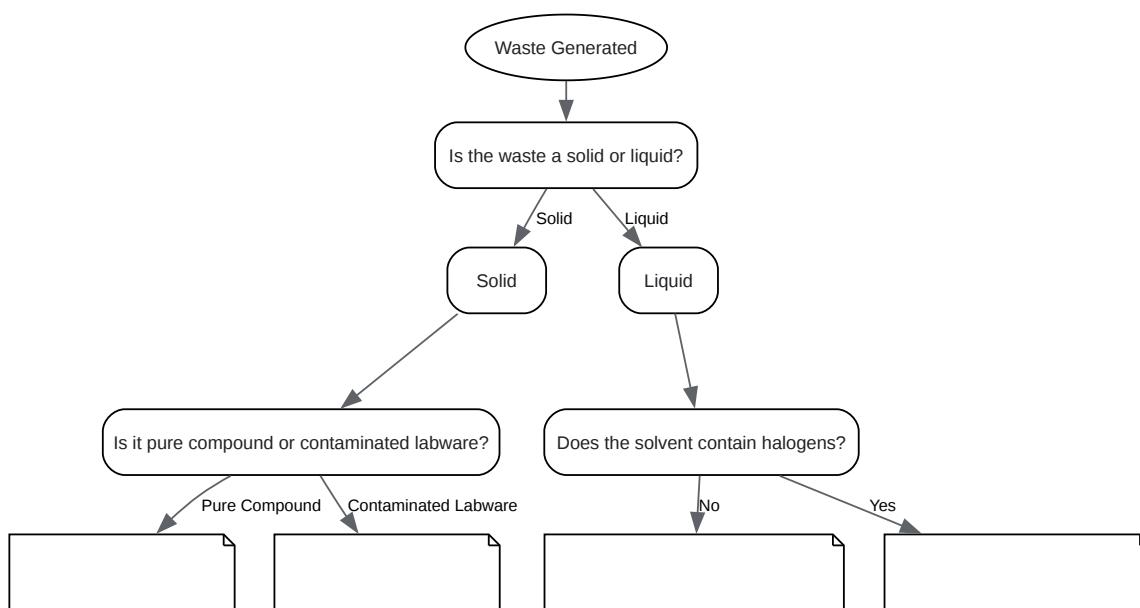 Waste Generated
Is the waste a solid or liquid?
Solid
Liquid
Solid
Liquid
Is it pure compound or contaminated labware?
Does the solvent contain halogens?
Pure Compound
Contaminated Labware
No
Yes